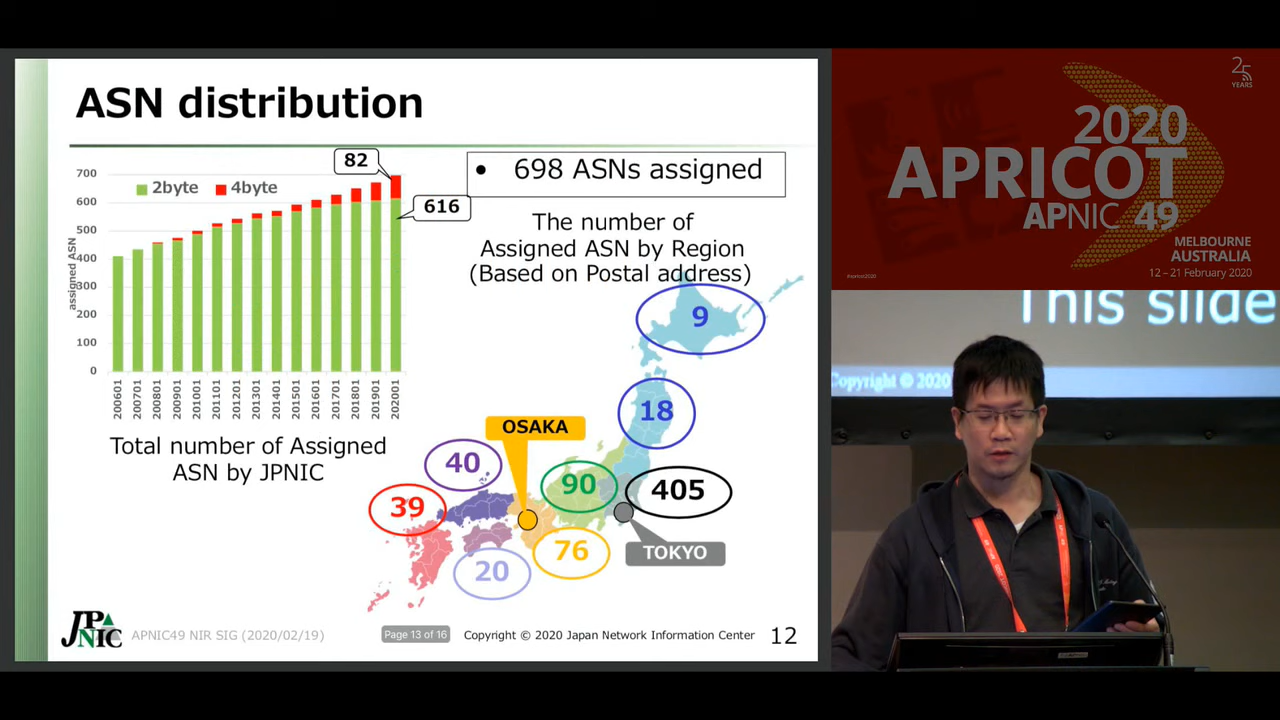 ASN distribution
82
616
• 698 ASNs assigned
2byte 4byte
700
600
500
400
300
200
100
0
assigned ASN
200601 200701 200801 200901 201001 201101 201201 201301 201401 201501 201601 201701 201801 201901 202001
Total number of Assigned
ASN by JPNIC
The number of
Assigned ASN by Region
(Based on Postal address)
9
18
OSAKA
40
90
405
39
TOKYO
76
20
JPNIC
APNIC49 NIR SIG (2020/02/19)
Page 13 of 16
Copyright © 2020 Japan Network Information Center
12
25
YEARS
2020
APRICOT
APNIC 49
MELBOURNE
AUSTRALIA
12 – 21 February 2020
#apricot2020
This slide
Copyright © 2020